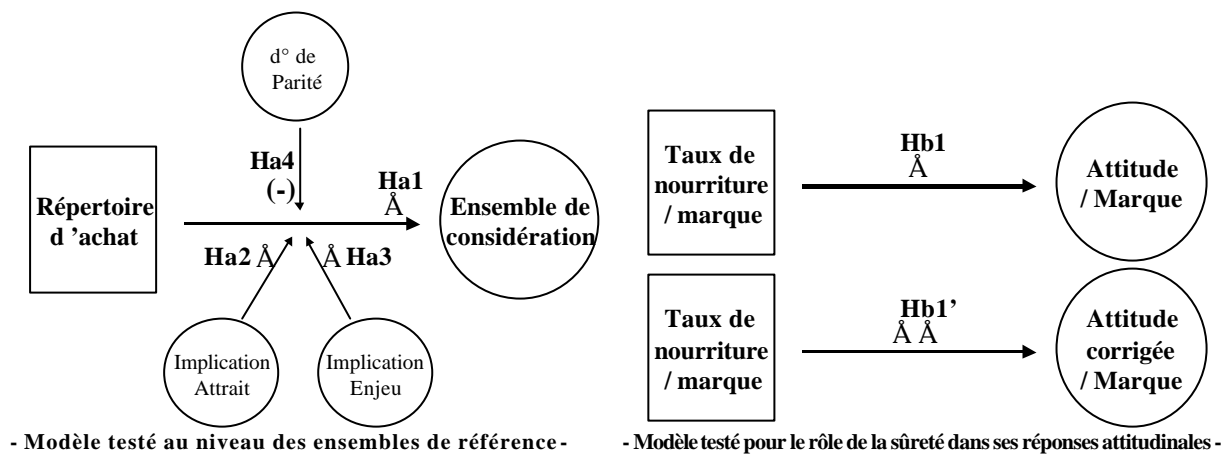 d° de
Parité
Ha4
(-)
Ha1
Å
Répertoire
d ’achat
Ensemble de
considération
Ha2 Å
Å Ha3
Implication
Attrait
Implication
Enjeu
- Modèle testé au niveau des ensembles de référence -
Taux de
nourriture
/ marque
Hb1
Å
Attitude
/ Marque
Taux de
nourriture
/ marque
Hb1’
Å Å
Attitude
corrigée
/ Marque
- Modèle testé pour le rôle de la sûreté dans ses réponses attitudinales -